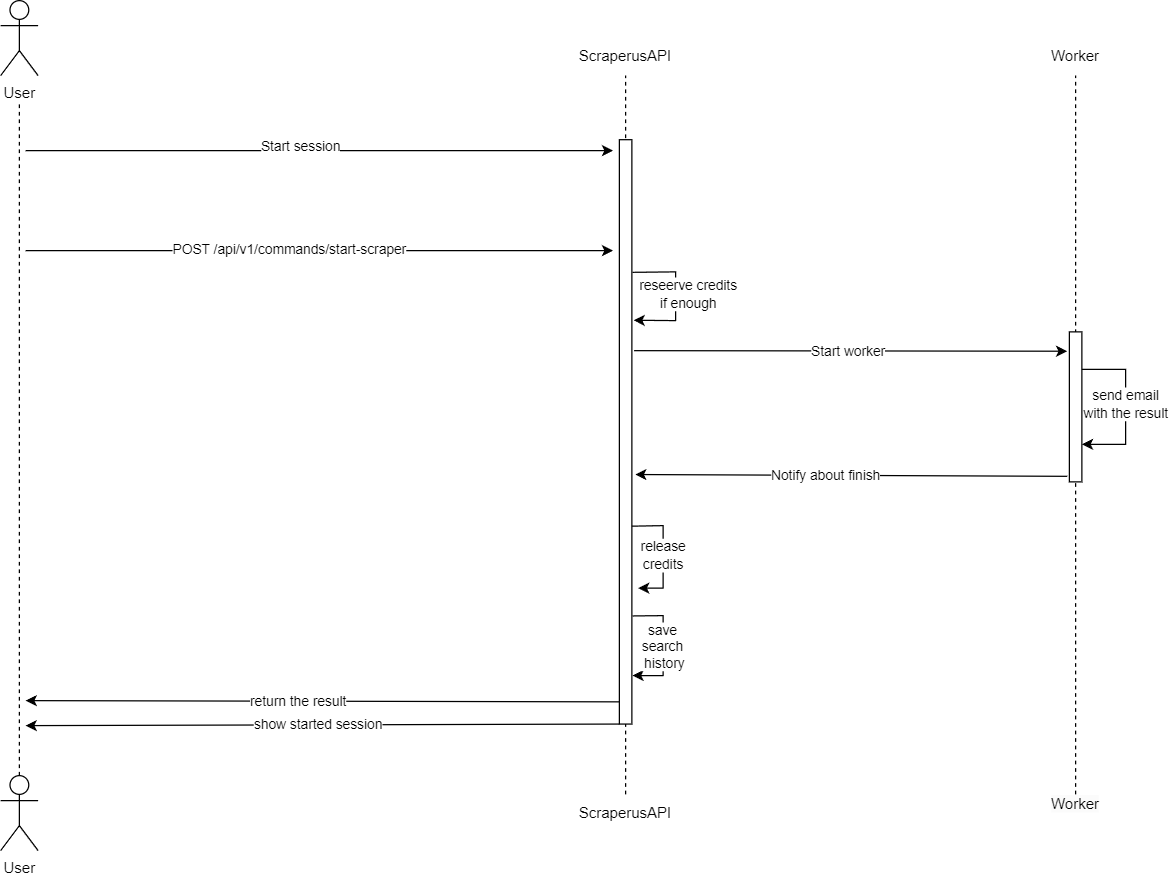 User
ScraperusAPI
Worker
Start session
POST /api/v1/commands/start-scraper
reseerve credits
if enough
Start worker
send email
with the result
Notify about finish
release
credits
save
search
history
return the result
show started session
User
ScraperusAPI
Worker